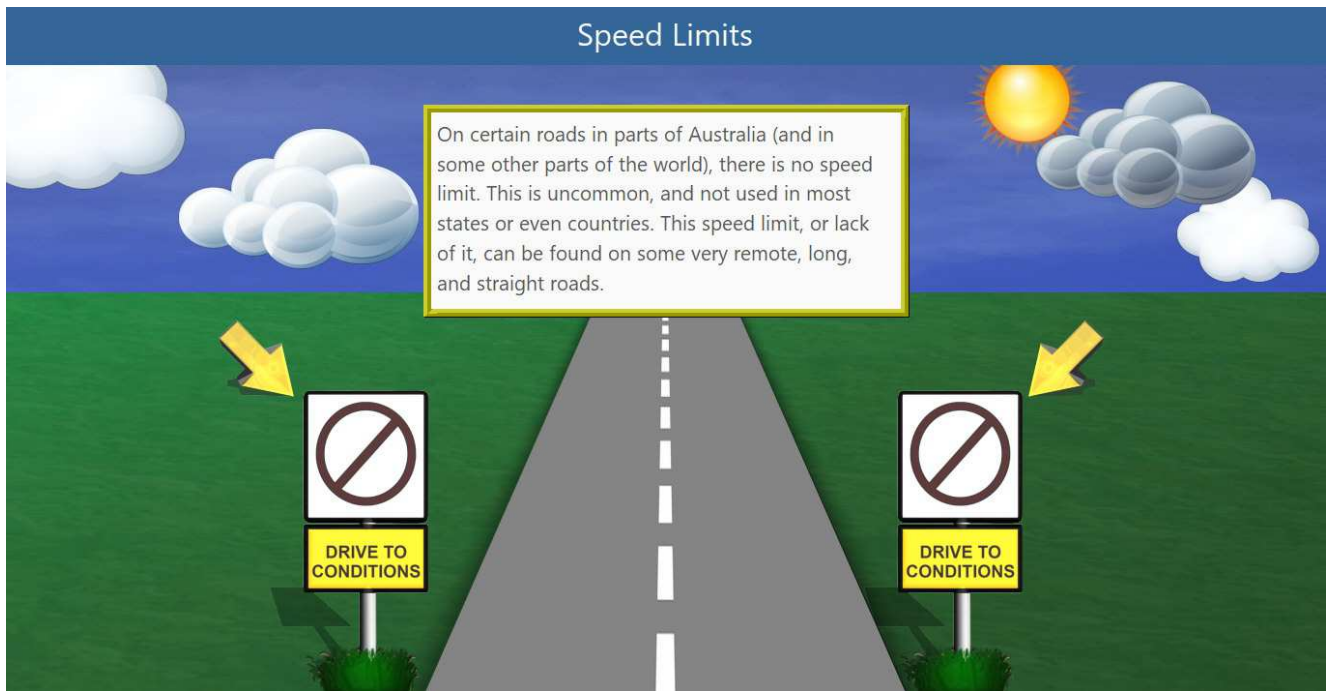 Speed Limits
On certain roads in parts of Australia (and in
some other parts of the world), there is no speed
limit. This is uncommon, and not used in most
states or even countries. This speed limit, or lack
of it, can be found on some very remote, long,
and straight roads.
DRIVE TO
CONDITIONS
DRIVE TO
CONDITIONS